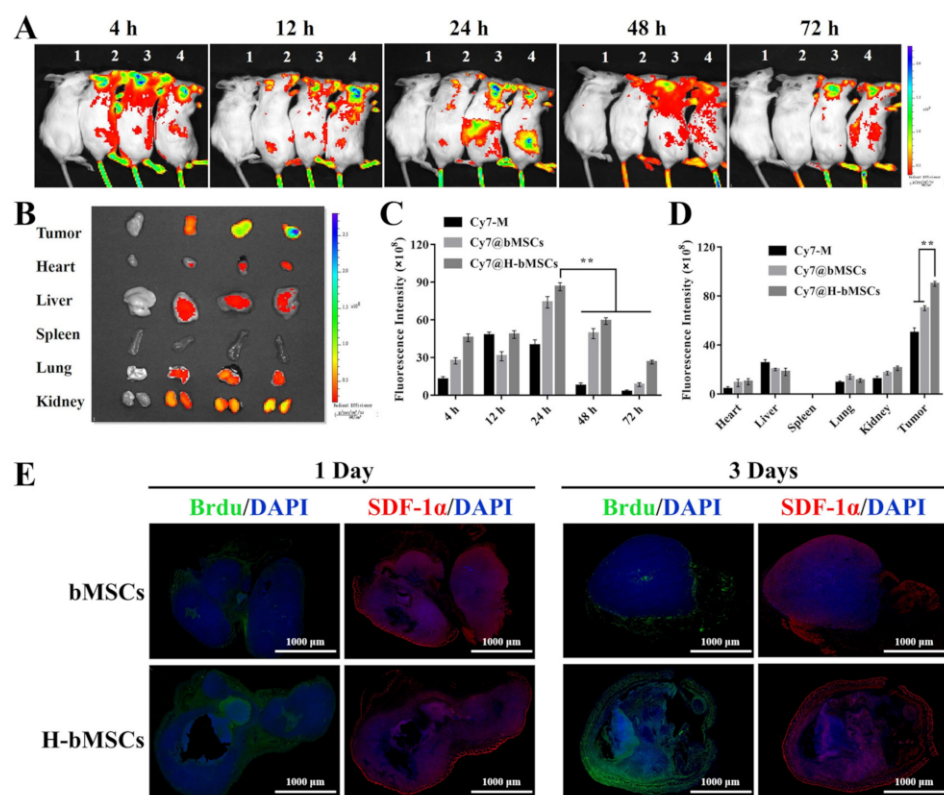 A
4 h
12 h
24 h
48 h
72 h
1 2 3 4
1 2 3 4
1 2 3 4
1 2 3 4
1 2 3 4
B
Tumor
Heart
Liver
Spleen
Lung
Kidney
C
Fluorescence Intensity (×10⁸)
120
90
60
30
0
Cy7-M
Cy7@bMSCs
Cy7@H-bMSCs
**
4 h
12 h
24 h
48 h
72 h
D
Fluorescence Intensity (×10⁸)
120
80
40
0
Cy7-M
Cy7@bMSCs
Cy7@H-bMSCs
**
Heart
Liver
Spleen
Lung
Kidney
Tumor
E
1 Day
3 Days
Brdu/DAPI
SDF-1α/DAPI
Brdu/DAPI
SDF-1α/DAPI
bMSCs
1000 μm
1000 μm
1000 μm
1000 μm
H-bMSCs
1000 μm
1000 μm
1000 μm
1000 μm